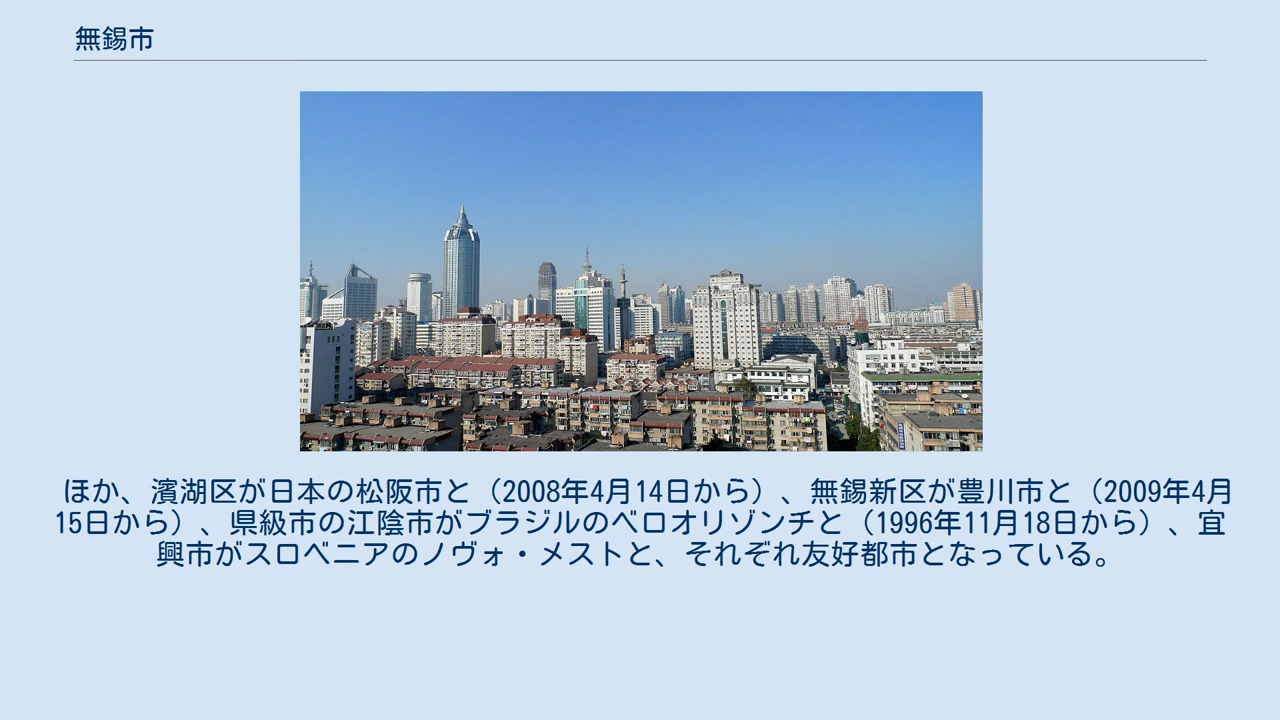 無錫市
ほか、濱湖区が日本の松阪市と（2008年4月14日から）、無錫新区が豊川市と（2009年4月
15日から）、県級市の江陰市がブラジルのベロオリゾンチと（1996年11月18日から）、宜
興市がスロベニアのノヴォ・メストと、それぞれ友好都市となっている。